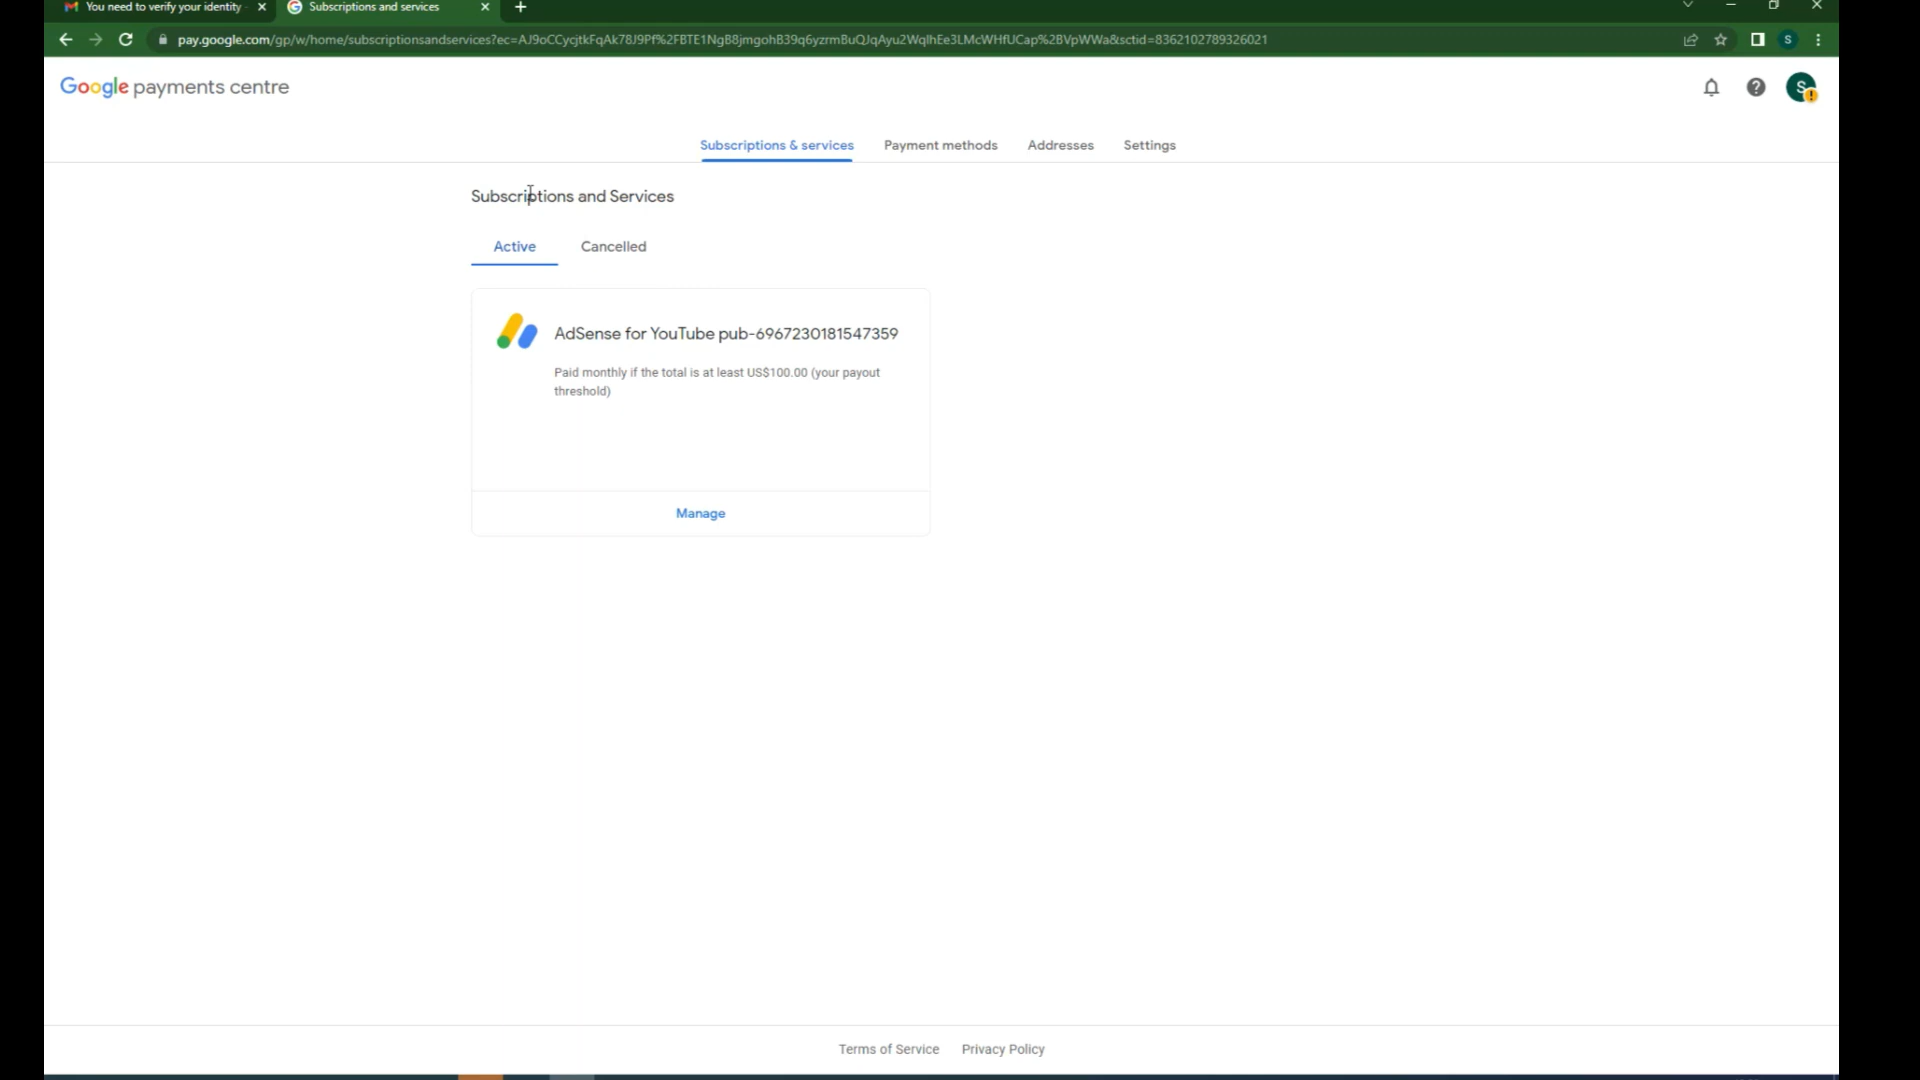 You need to verify your identity
Subscriptions and services
pay.google.com/gp/w/home/subscriptionsandservices?ec=AJ9oCCycjtkFqAk78J9Pf%2FBTE1NgB8jmgohB39q6yzrmBuQJqAyu2WqlhEe3LMcWHfUCap%2BVpWWa&sctid=8362102789326021
S
Google payments centre
S
Subscriptions & services
Payment methods
Addresses
Settings
Subscriptions and Services
Active
Cancelled
AdSense for YouTube pub-6967230181547359
Paid monthly if the total is at least US$100.00 (your payout
threshold)
Manage
Terms of Service
Privacy Policy